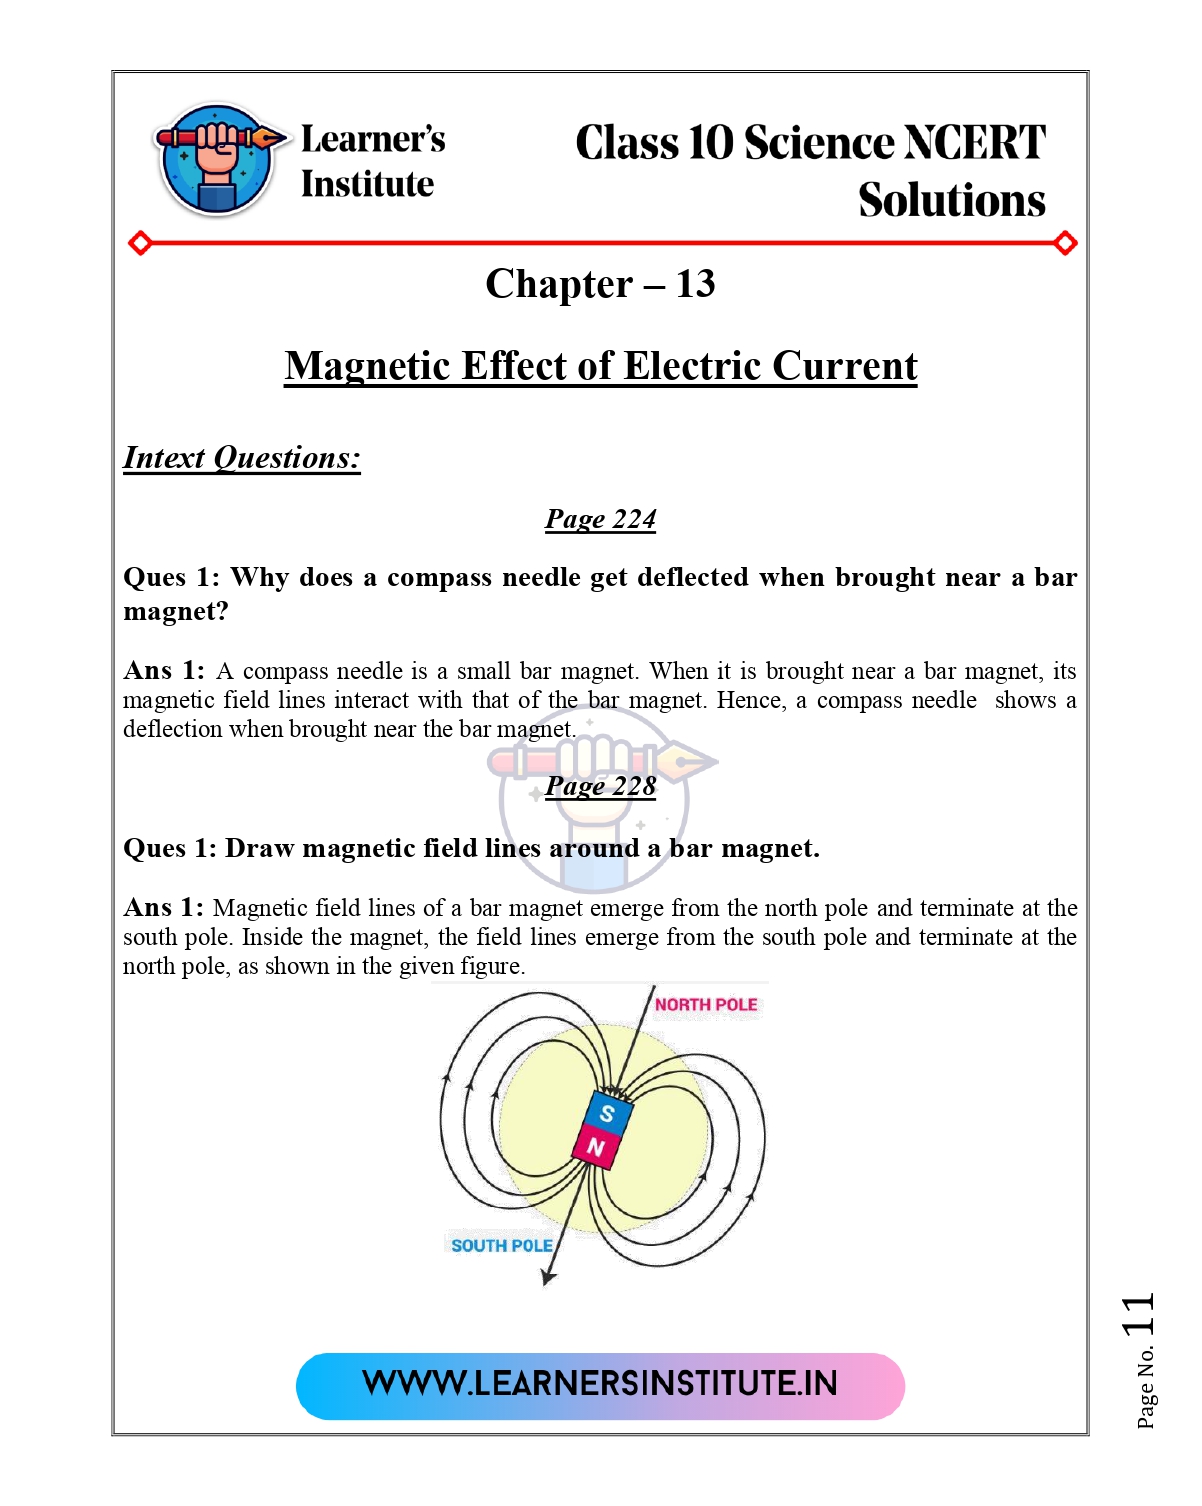 Learner's
Institute
Class 10 Science NCERT
Solutions
Chapter – 13
Magnetic Effect of Electric Current
Intext Questions:
Page 224
Ques 1: Why does a compass needle get deflected when brought near a bar
magnet?
Ans 1: A compass needle is a small bar magnet. When it is brought near a bar magnet, its
magnetic field lines interact with that of the bar magnet. Hence, a compass needle shows a
deflection when brought near the bar magnet.
Page 228
Ques 1: Draw magnetic field lines around a bar magnet.
Ans 1: Magnetic field lines of a bar magnet emerge from the north pole and terminate at the
south pole. Inside the magnet, the field lines emerge from the south pole and terminate at the
north pole, as shown in the given figure.
NORTH POLE
S
N
SOUTH POLE
WWW.LEARNERSINSTITUTE.IN
Page No. 11